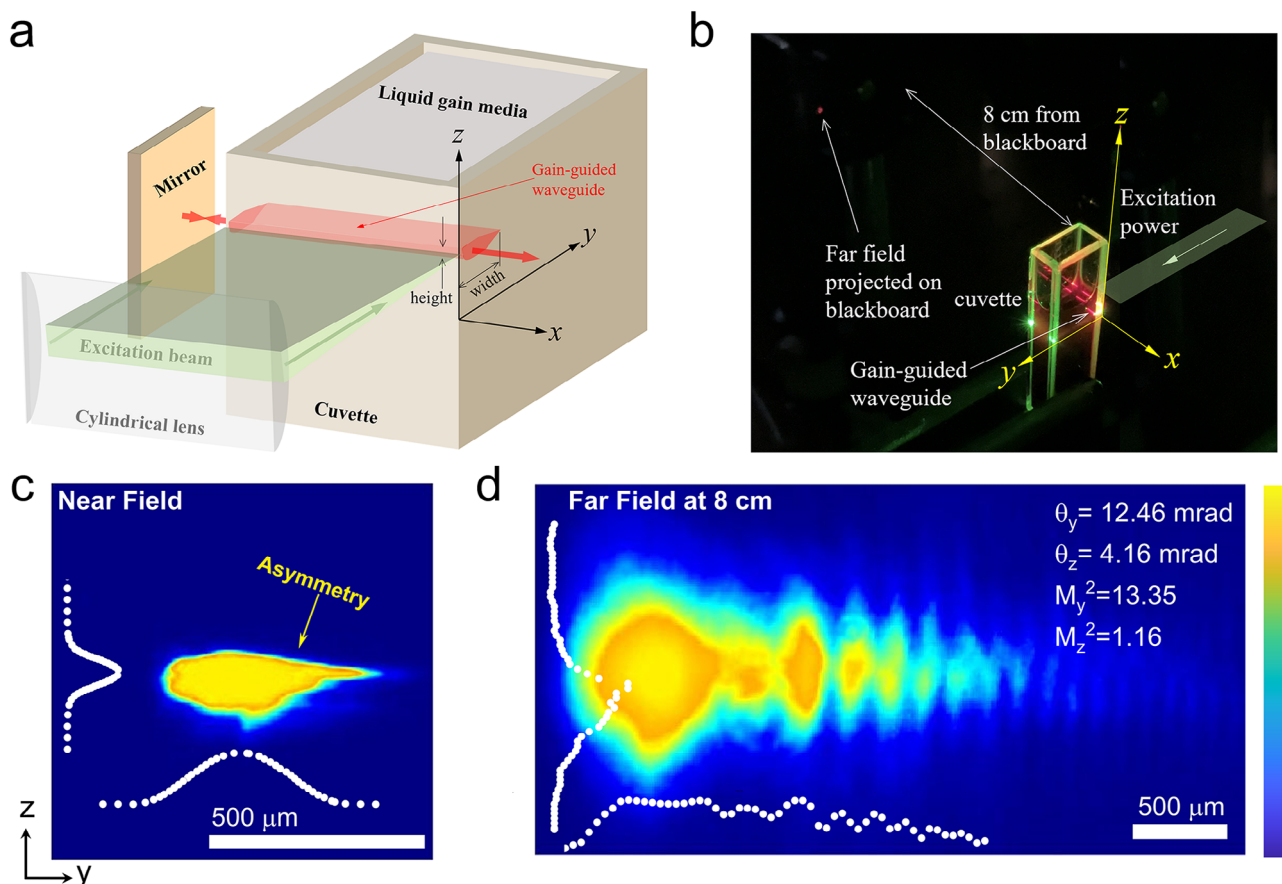 a
Liquid gain media
Mirror
z
Gain-guided
waveguide
y
height
width
x
Excitation beam
Cylindrical lens
Cuvette
b
8 cm from
blackboard
z
Excitation
power
Far field
projected on
blackboard
cuvette
Gain-guided
waveguide
y
x
c
Near Field
Asymmetry
500 μm
z
y
d
Far Field at 8 cm
θy= 12.46 mrad
θz= 4.16 mrad
My²=13.35
Mz²=1.16
500 μm